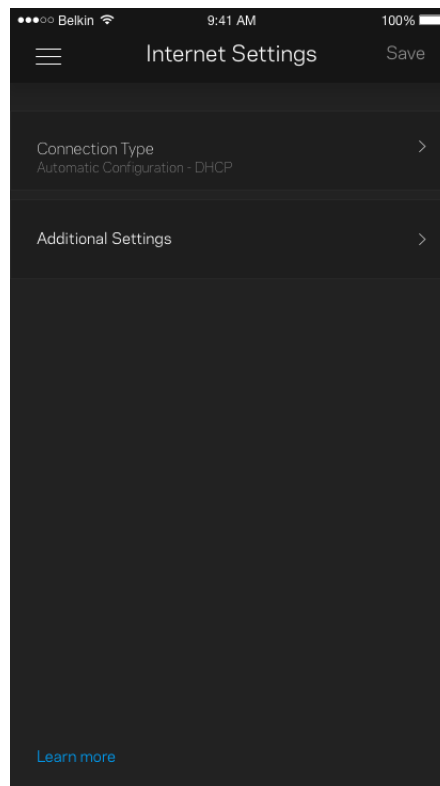 Belkin 9:41 AM 100%
Internet Settings Save
Connection Type
Automatic Configuration - DHCP
Additional Settings
Learn more